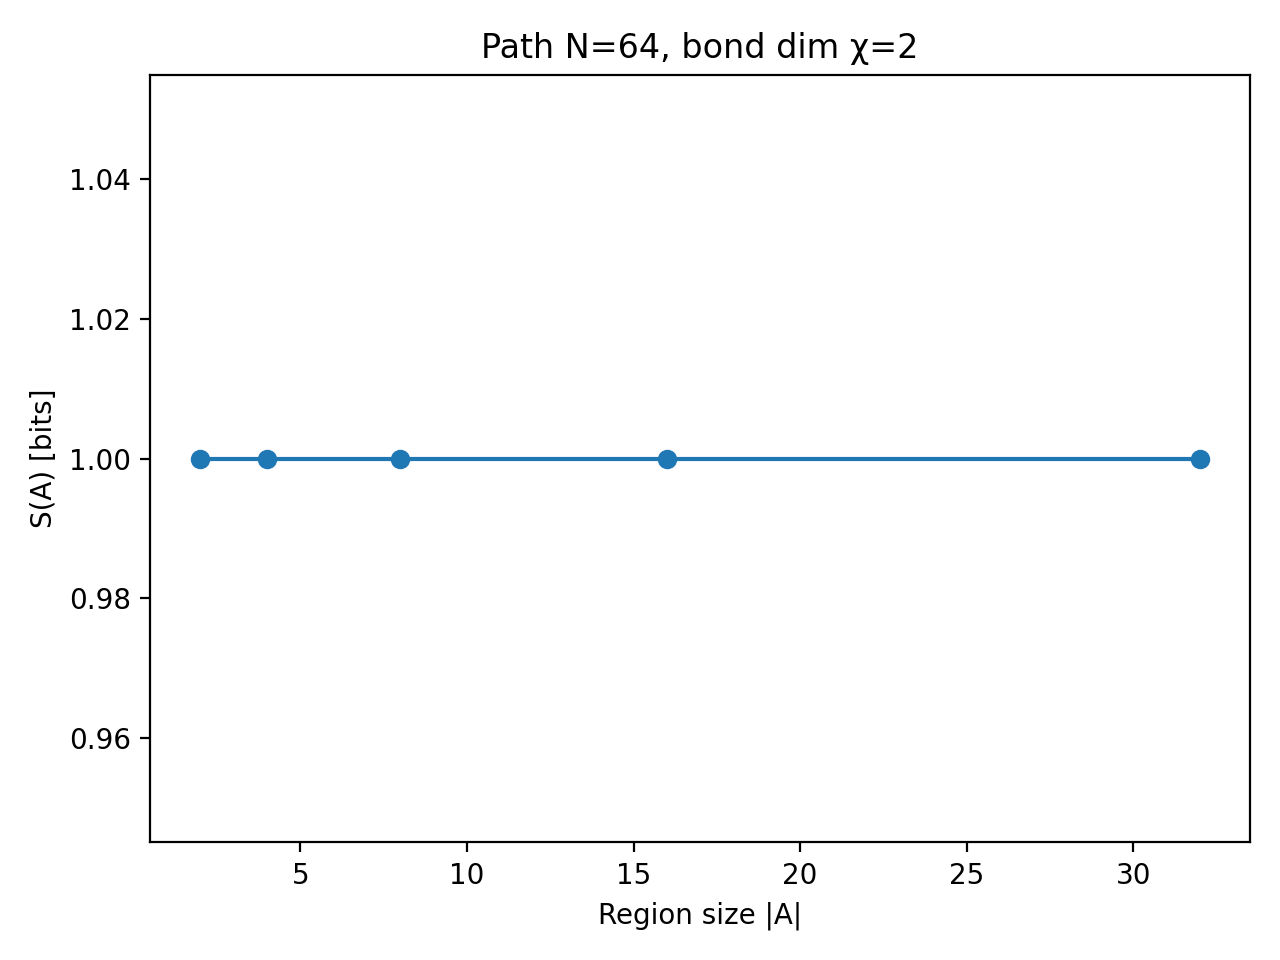 Path N=64, bond dim χ=2
1.04
1.02
1.00
0.98
0.96
S(A) [bits]
5 10 15 20 25 30
Region size |A|